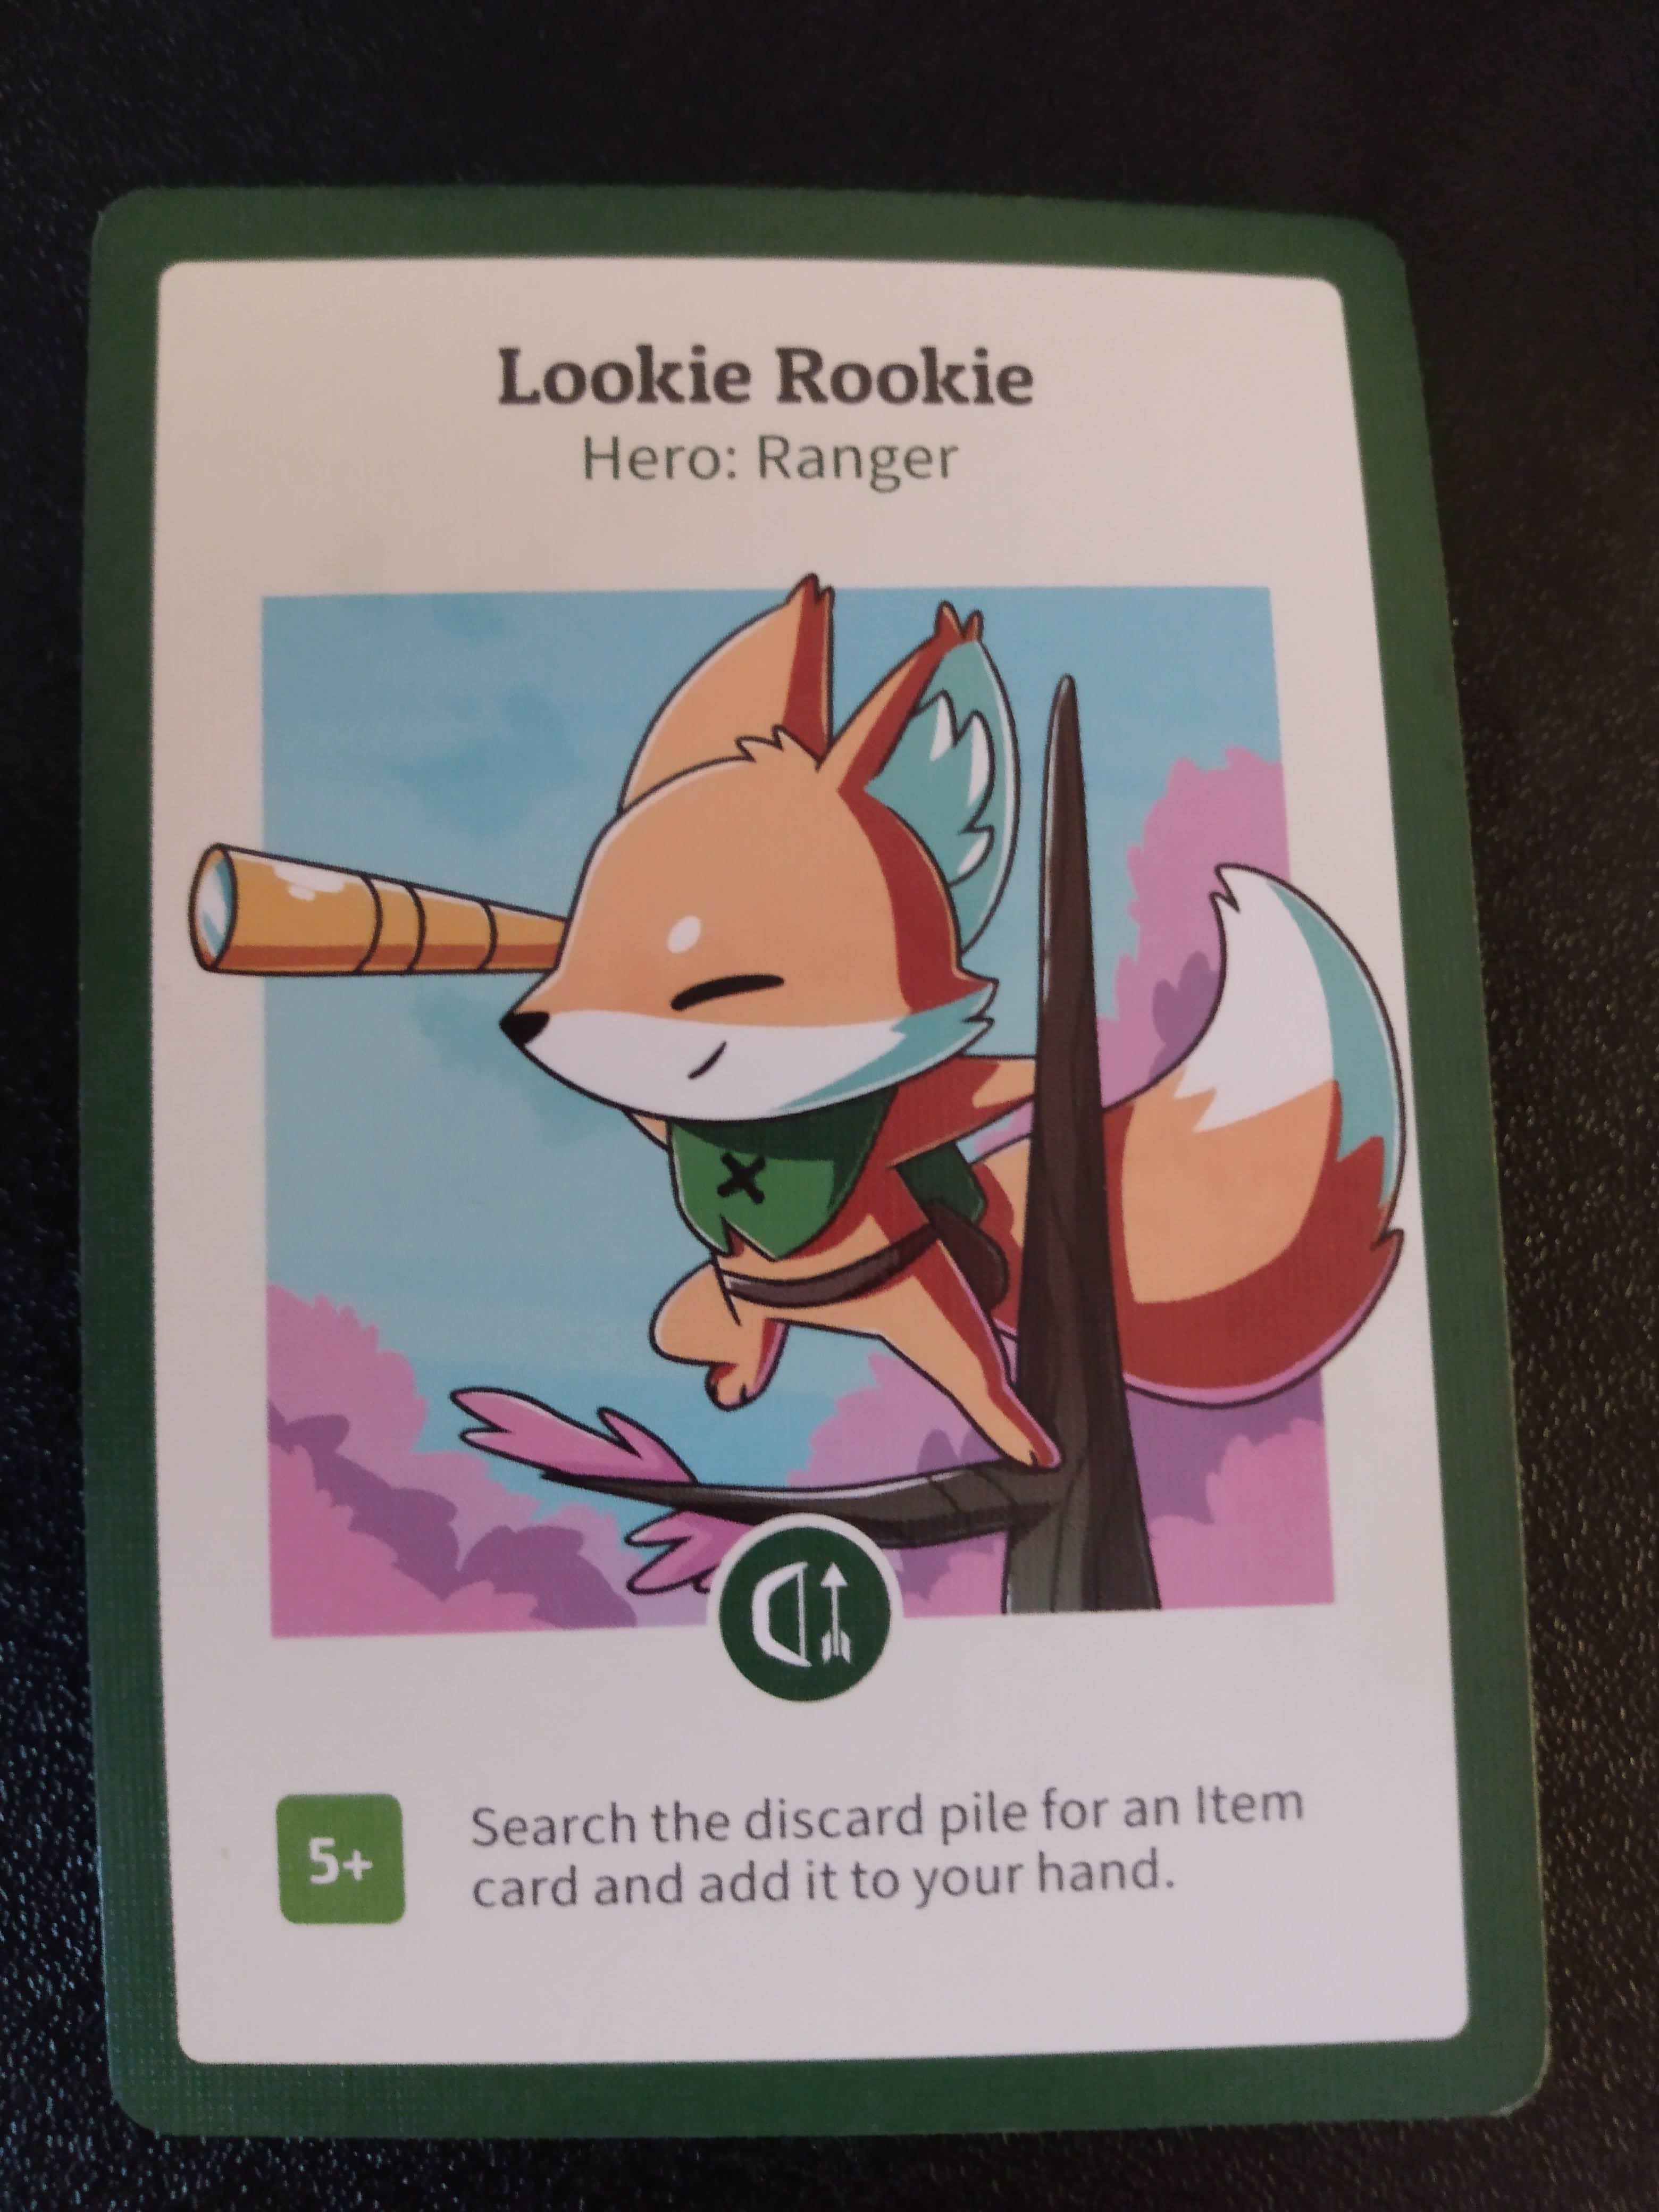 Lookie Rookie
Hero: Ranger
5+
Search the discard pile for an Item
card and add it to your hand.